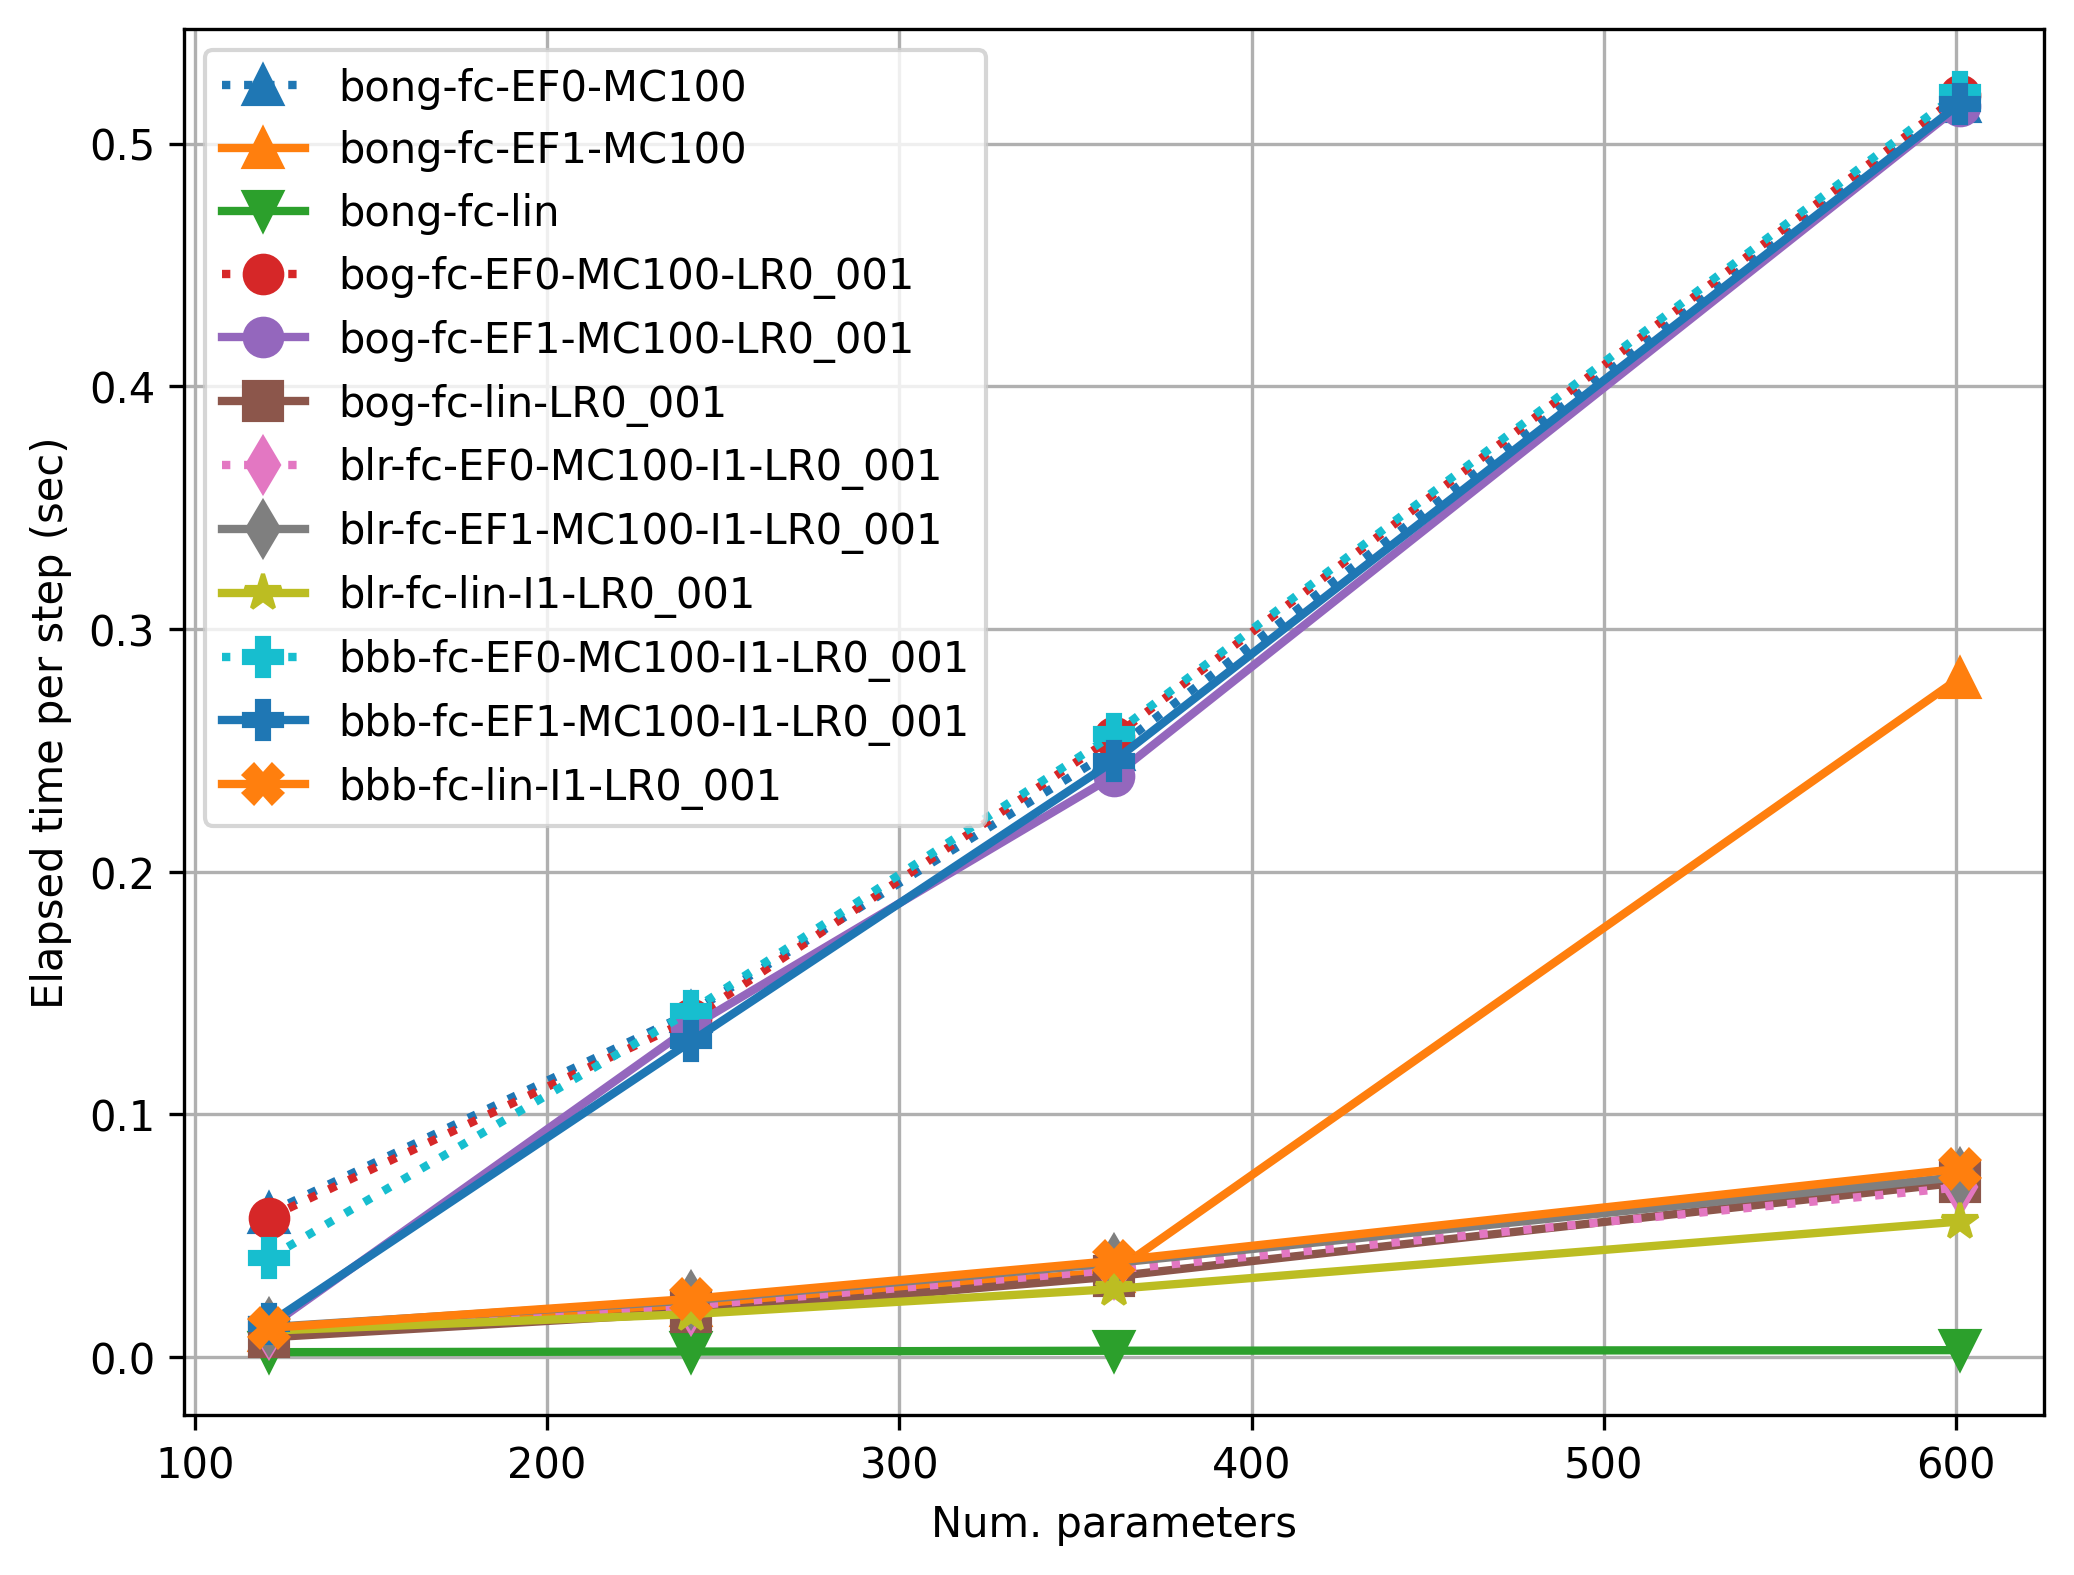 bong-fc-EF0-MC100
bong-fc-EF1-MC100
bong-fc-lin
bog-fc-EF0-MC100-LR0_001
bog-fc-EF1-MC100-LR0_001
bog-fc-lin-LR0_001
blr-fc-EF0-MC100-I1-LR0_001
blr-fc-EF1-MC100-I1-LR0_001
blr-fc-lin-I1-LR0_001
bbb-fc-EF0-MC100-I1-LR0_001
bbb-fc-EF1-MC100-I1-LR0_001
bbb-fc-lin-I1-LR0_001
Elapsed time per step (sec)
0.5
0.4
0.3
0.2
0.1
0.0
100 200 300 400 500 600
Num. parameters